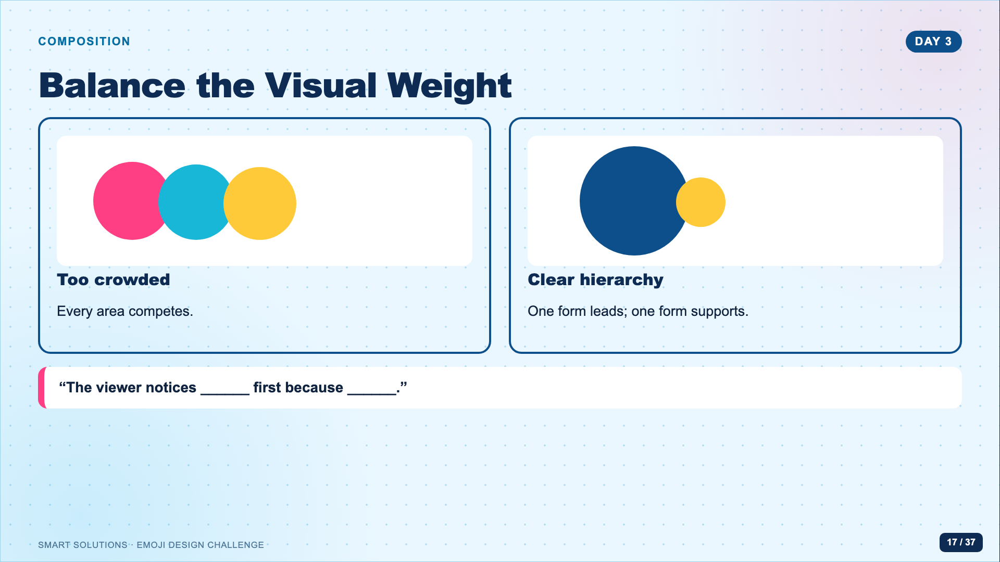 COMPOSITION
DAY 3
Balance the Visual Weight
Too crowded
Every area competes.
Clear hierarchy
One form leads; one form supports.
“The viewer notices ______ first because ______.”
SMART SOLUTIONS · EMOJI DESIGN CHALLENGE
17 / 37